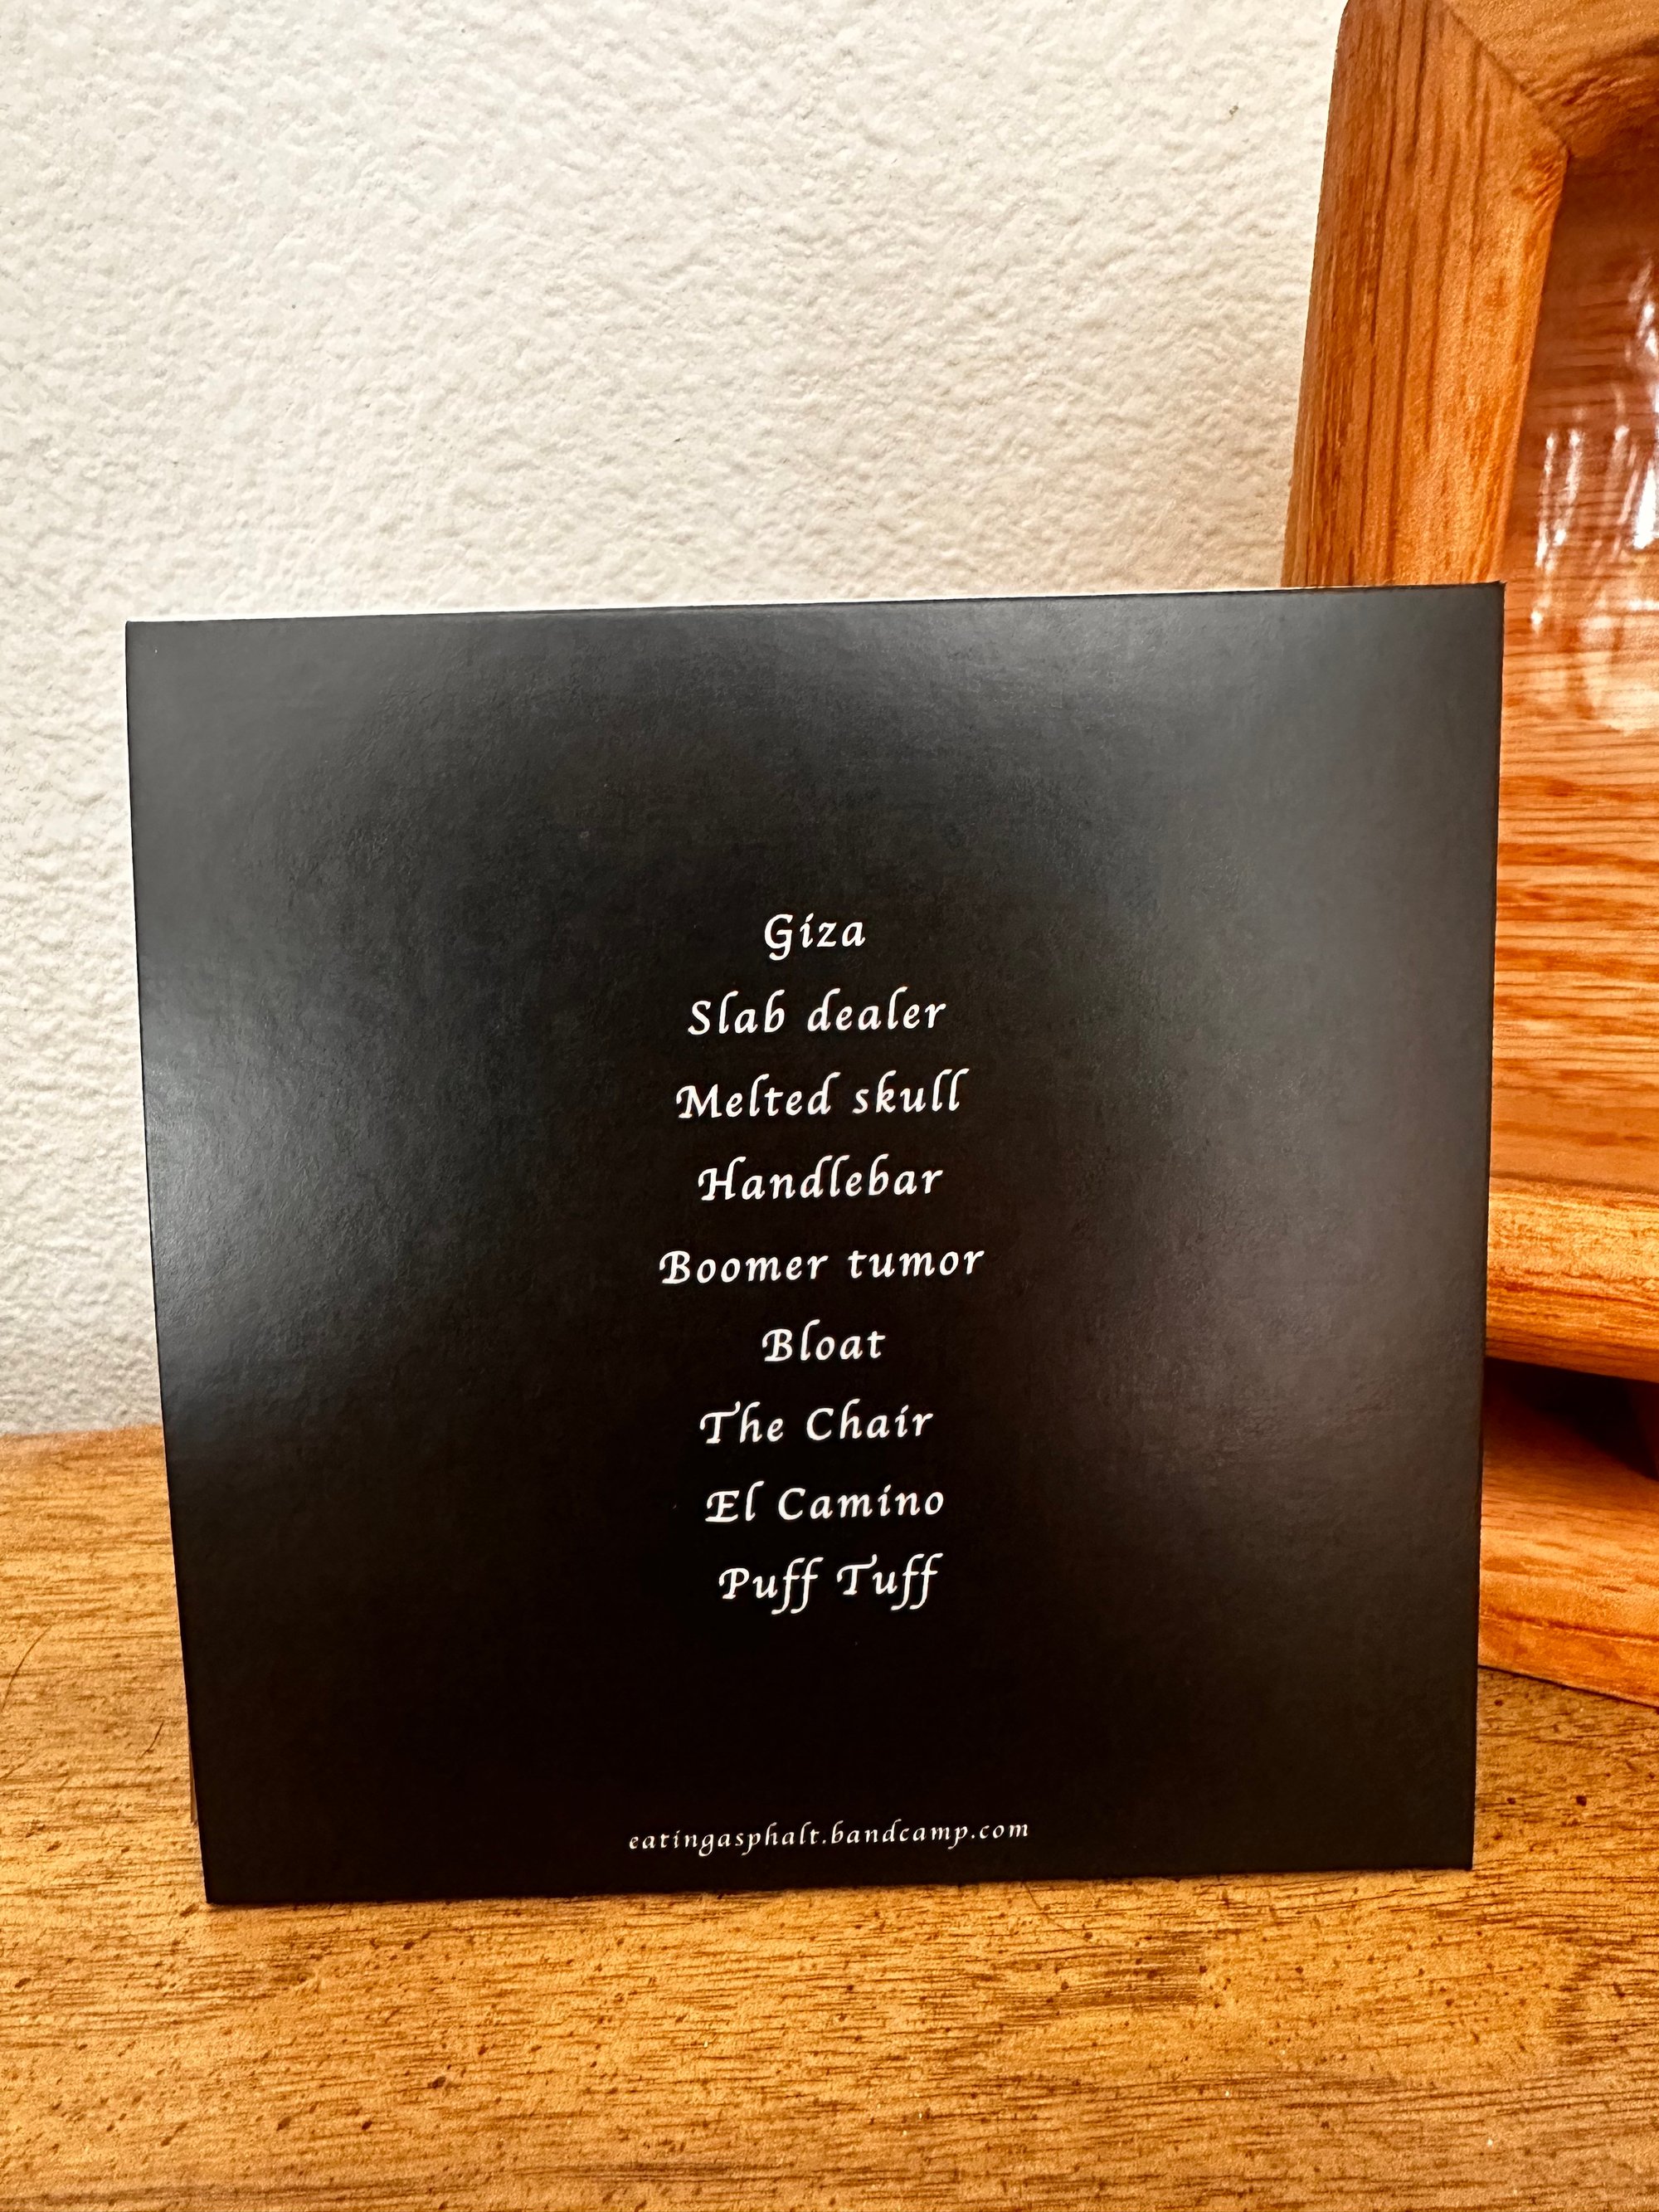 Giza
Slab dealer
Melted skull
Handlebar
Boomer tumor
Bloat
The Chair
El Camino
Puff Tuff
eatingasphalt.bandcamp.com